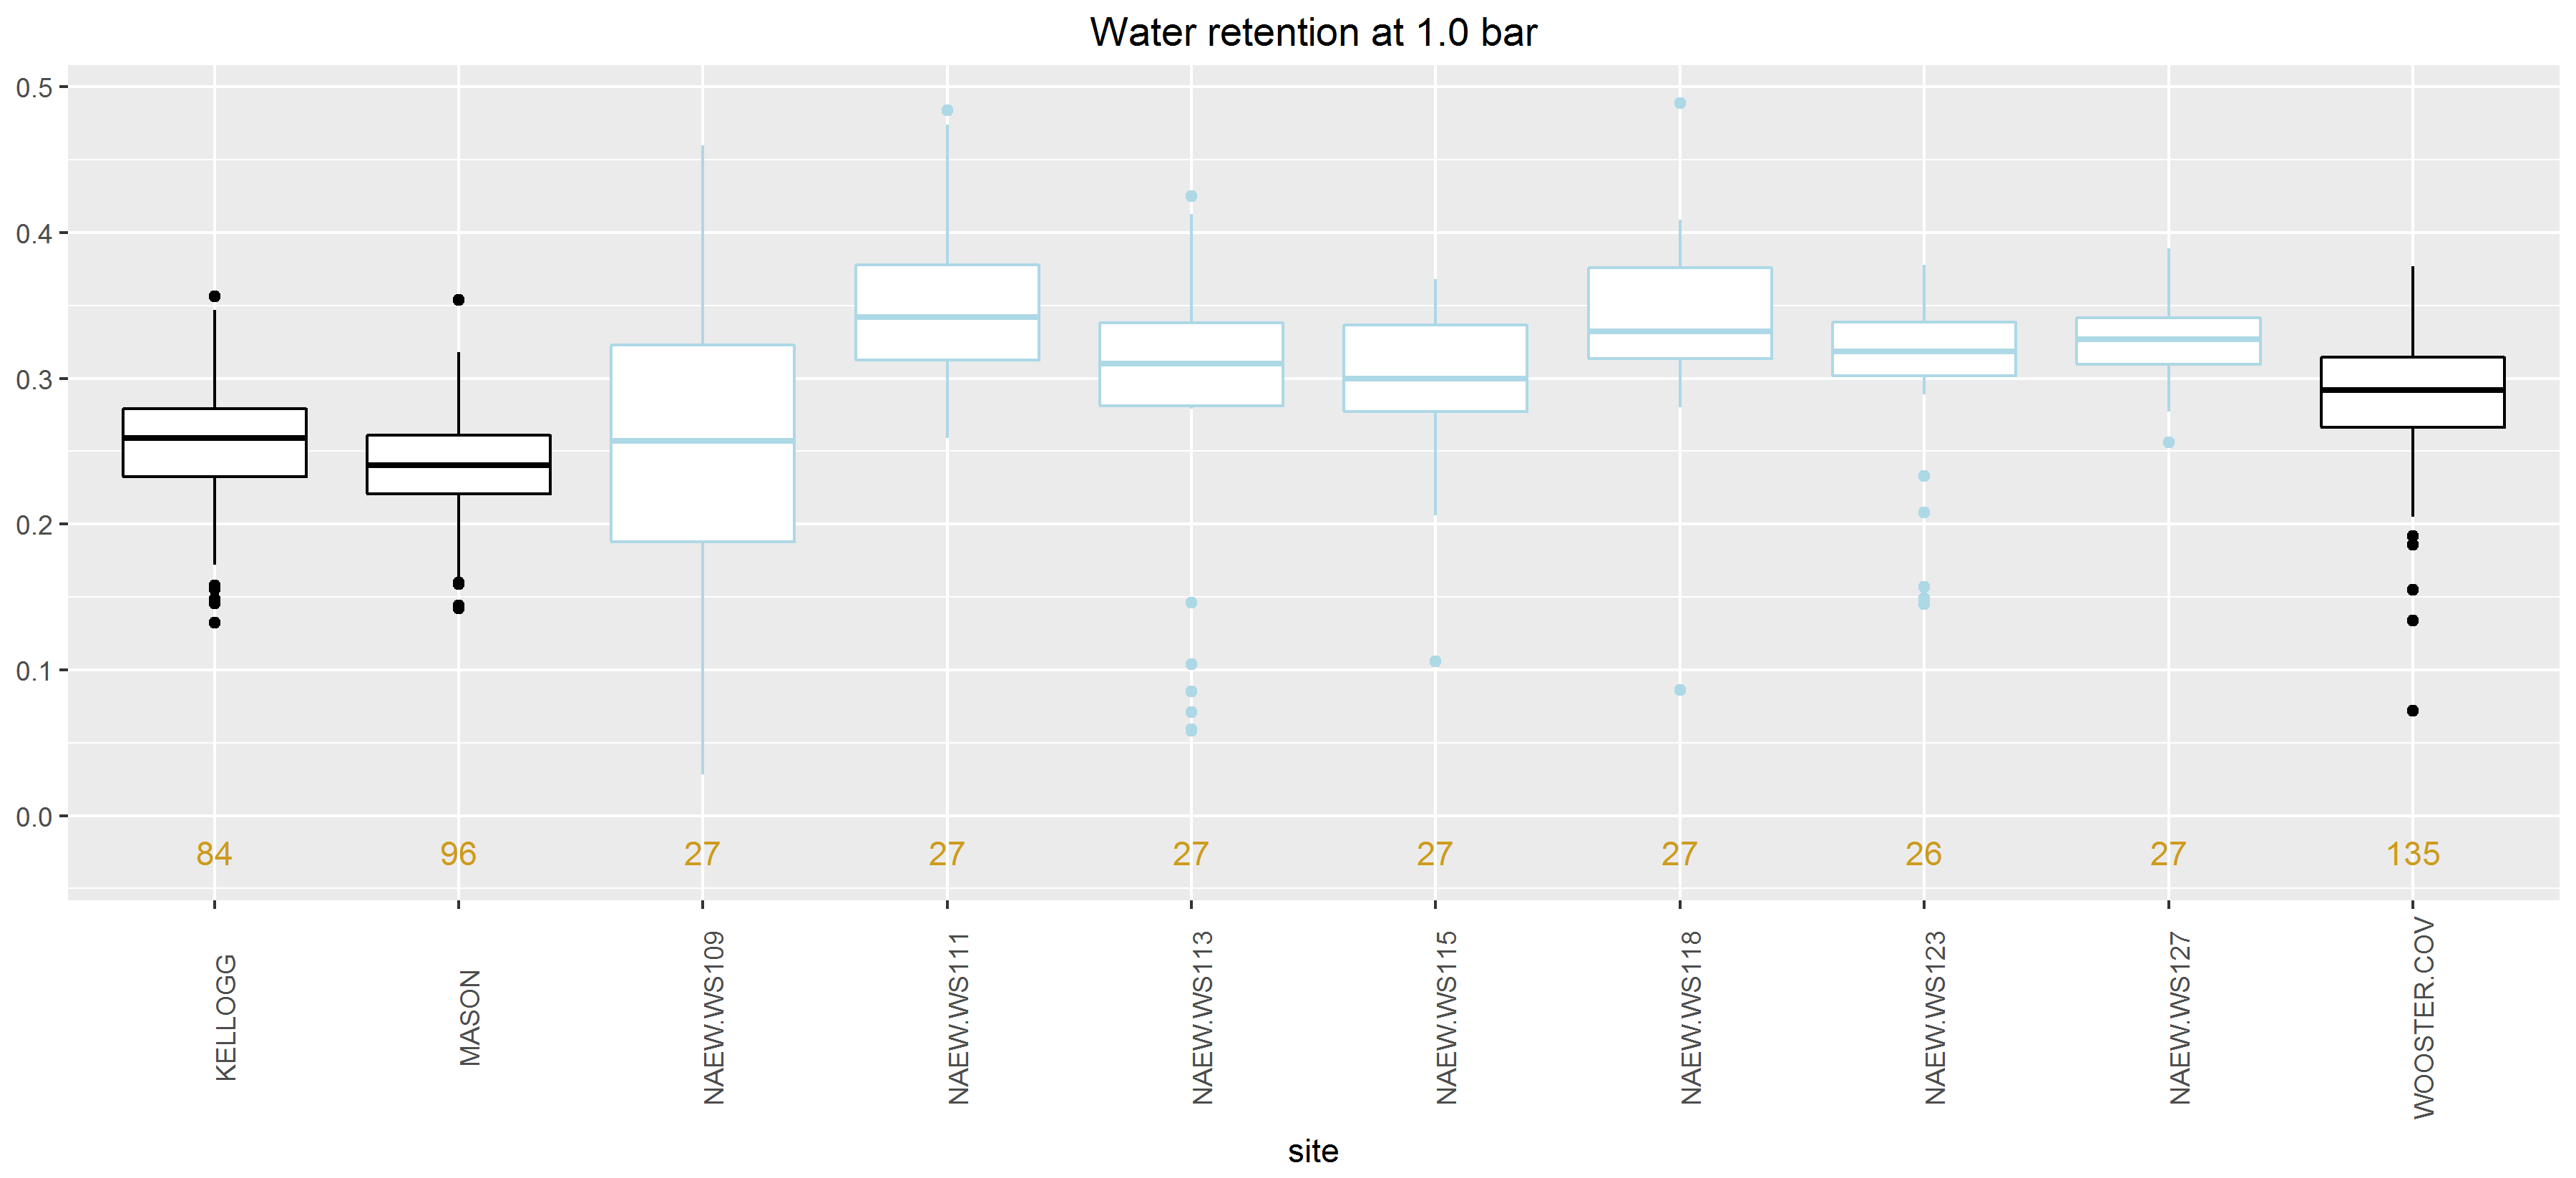 Water retention at 1.0 bar
0.5
0.4
0.3
0.2
0.1
0.0
84 96 27 27 27 27 27 26 27 135
KELLOGG
MASON
NAEW.WS109
NAEW.WS111
NAEW.WS113
NAEW.WS115
NAEW.WS118
NAEW.WS123
NAEW.WS127
WOOSTER.COV
site